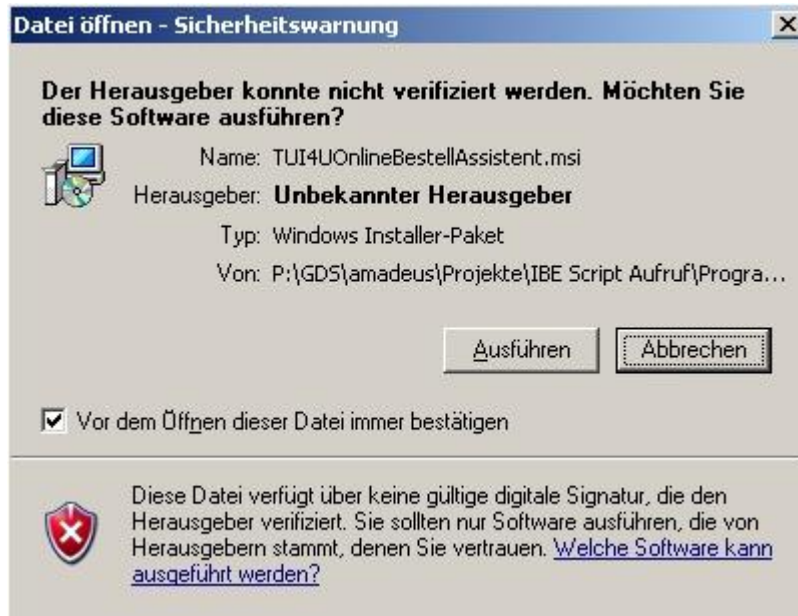 Datei öffnen - Sicherheitswarnung
Der Herausgeber konnte nicht verifiziert werden. Möchten Sie
diese Software ausführen?
Name: TUI4UOnlineBestellAssistent.msi
Herausgeber: Unbekannter Herausgeber
Typ: Windows Installer-Paket
Von: P:\GDS\amadeus\Projekte\IBE Script Aufruf\Progra...
Ausführen Abbrechen
Vor dem Öffnen dieser Datei immer bestätigen
Diese Datei verfügt über keine gültige digitale Signatur, die den
Herausgeber verifiziert. Sie sollten nur Software ausführen, die von
Herausgebern stammt, denen Sie vertrauen. Welche Software kann
ausgeführt werden?